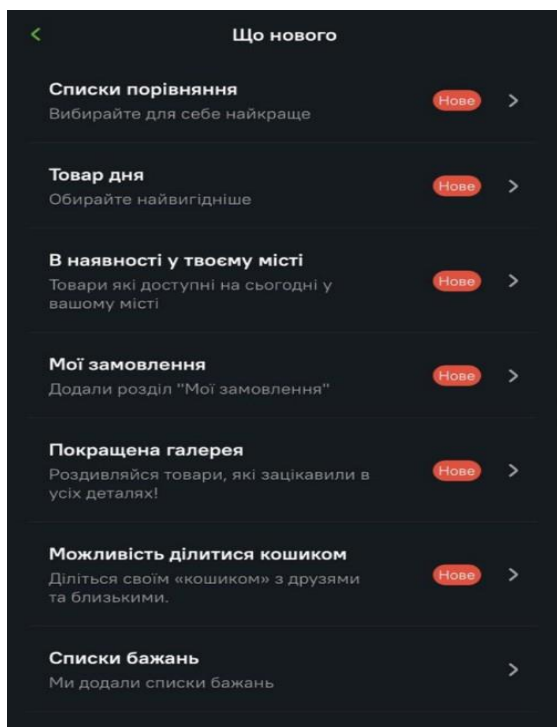 Що нового
Списки порівняння
Вибирайте для себе найкраще
Нове
Товар дня
Обирайте найвигідніше
Нове
В наявності у твоєму місті
Товари які доступні на сьогодні у
вашому місті
Нове
Мої замовлення
Додали розділ "Мої замовлення"
Нове
Покращена галерея
Роздивляйся товари, які зацікавили в
усіх деталях!
Нове
Можливість ділитися кошиком
Діліться своїм «кошиком» з друзями
та близькими.
Нове
Списки бажань
Ми додали списки бажань